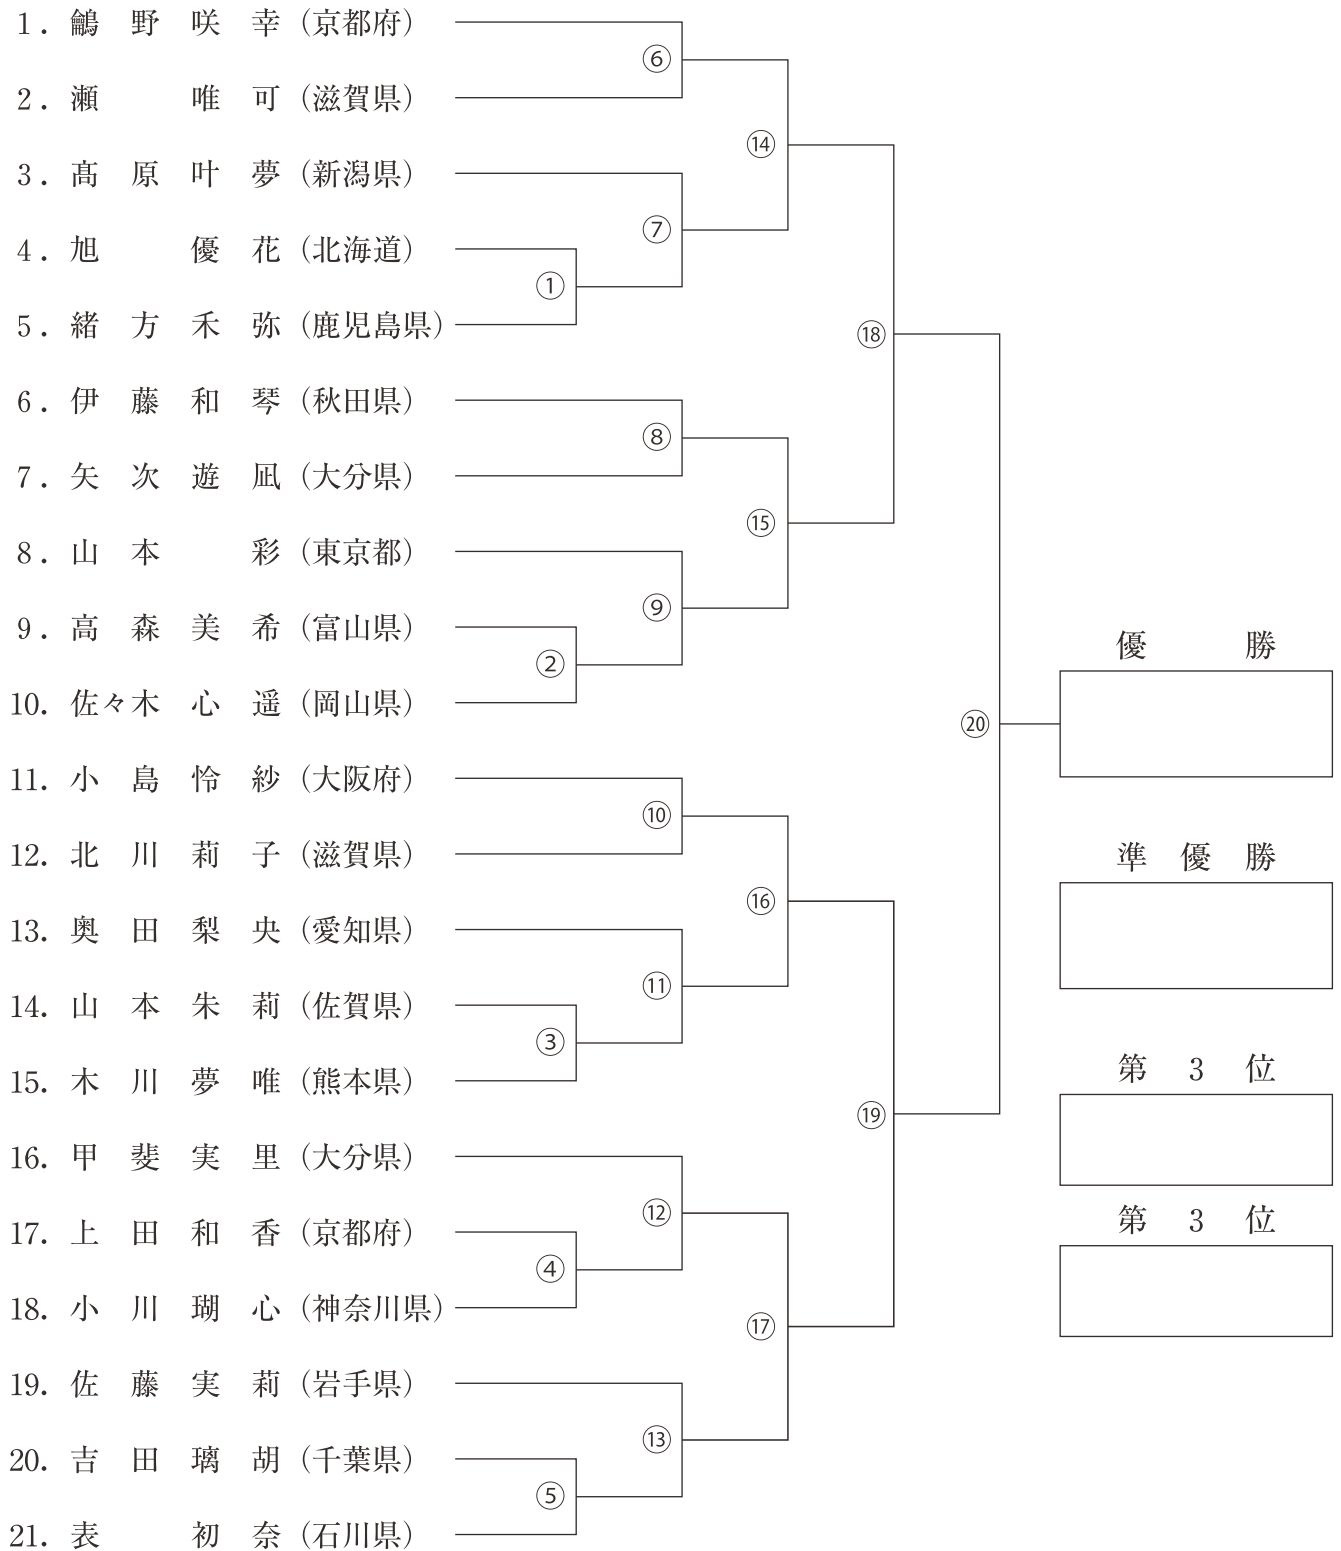 1．鸕野咲幸（京都府）
⑥
2．瀬　唯可（滋賀県）
⑭
3．髙原叶夢（新潟県）
⑦
4．旭　優花（北海道）
①
5．緒方禾弥（鹿児島県）
⑱
6．伊藤和琴（秋田県）
⑧
7．矢次遊凪（大分県）
⑮
8．山本　彩（東京都）
⑨
9．高森美希（富山県）
②
10．佐々木心遥（岡山県）
⑳
優勝
11．小島怜紗（大阪府）
⑩
12．北川莉子（滋賀県）
準優勝
⑯
13．奥田梨央（愛知県）
⑪
14．山本朱莉（佐賀県）
③
15．木川夢唯（熊本県）
第3位
⑲
16．甲斐実里（大分県）
⑫
17．上田和香（京都府）
第3位
④
18．小川瑚心（神奈川県）
⑰
19．佐藤実莉（岩手県）
⑬
20．吉田璃胡（千葉県）
⑤
21．表　初奈（石川県）